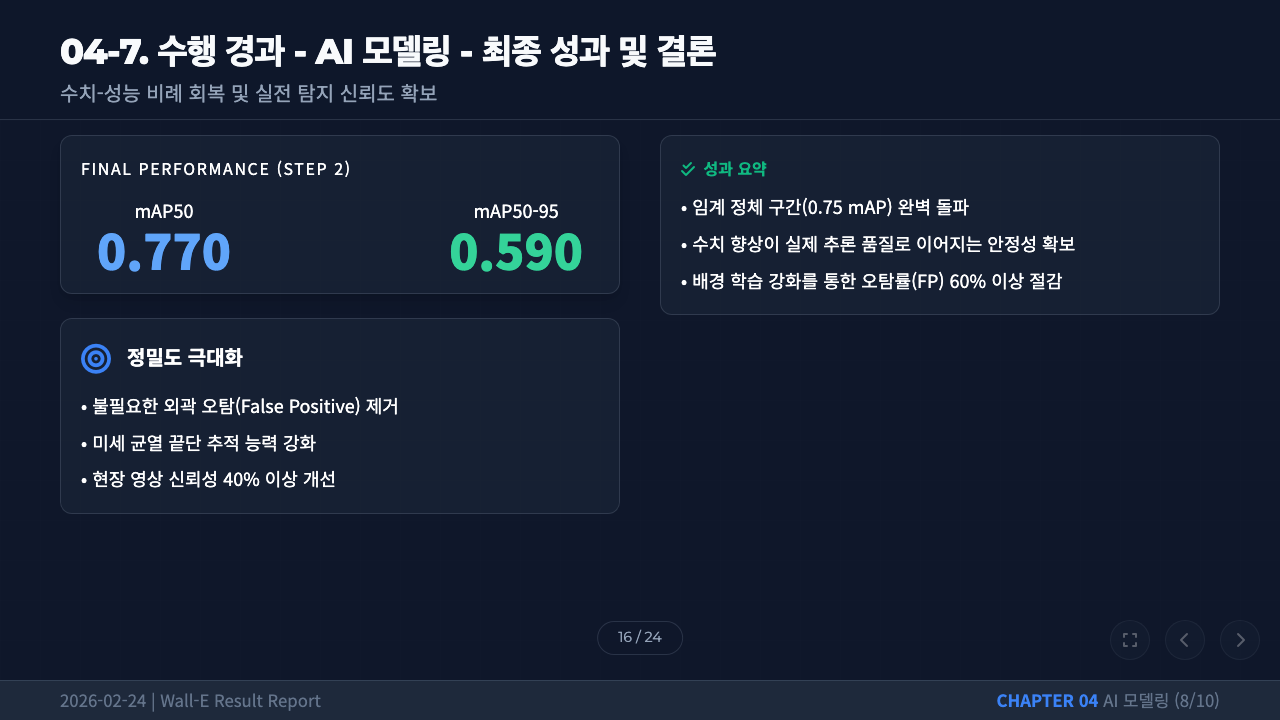 04-7. 수행 경과 - AI 모델링 - 최종 성과 및 결론
수치-성능 비례 회복 및 실전 탐지 신뢰도 확보
FINAL PERFORMANCE (STEP 2)
mAP50
0.770
mAP50-95
0.590
정밀도 극대화
• 불필요한 외곽 오탐(False Positive) 제거
• 미세 균열 끝단 추적 능력 강화
• 현장 영상 신뢰성 40% 이상 개선
성과 요약
• 임계 정체 구간(0.75 mAP) 완벽 돌파
• 수치 향상이 실제 추론 품질로 이어지는 안정성 확보
• 배경 학습 강화를 통한 오탐률(FP) 60% 이상 절감
16 / 24
2026-02-24 | Wall-E Result Report
CHAPTER 04 AI 모델링 (8/10)